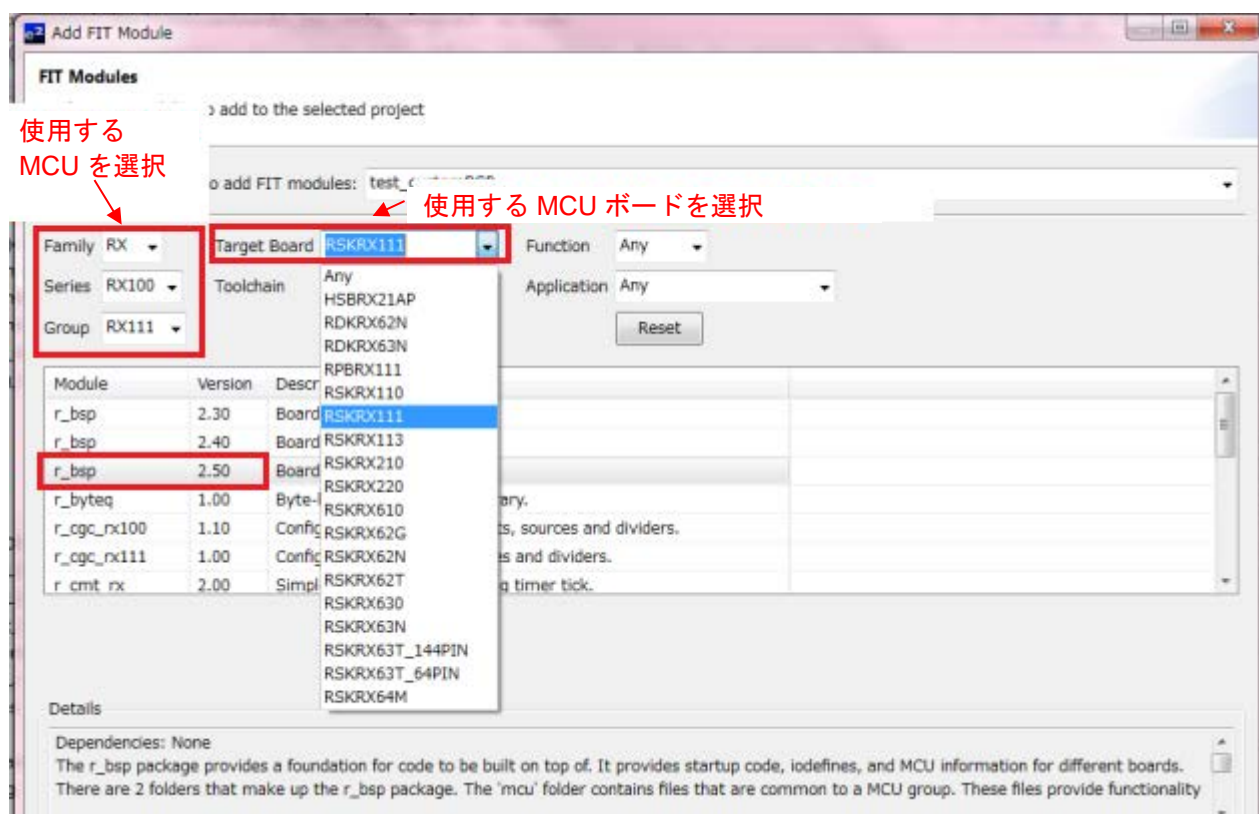 Add FIT Module
FIT Modules
add to the selected project
使用する
MCU を選択
o add FIT modules:
使用する MCU ボードを選択
Family RX Target Board RSKRX111 Function Any
Series RX100 Toolchain Application Any
Group RX111 Reset
Any
HSBRX21AP
RDKRX62N
RDKRX63N
RPBRX111
RSKRX110
RSKRX111
RSKRX113
RSKRX210
RSKRX220
RSKRX610
RSKRX62G
RSKRX62N
RSKRX62T
RSKRX630
RSKRX63N
RSKRX63T_144PIN
RSKRX63T_64PIN
RSKRX64M
Module Version Descr
r_bsp 2.30 Board
r_bsp 2.40 Board
r_bsp 2.50 Board
r_byteq 1.00 Byte- ary.
r_cgc_rx100 1.10 Config ts, sources and dividers.
r_cgc_rx111 1.00 Config es and dividers.
r_cmt_rx 2.00 Simpl g timer tick.
Details
Dependencies: None
The r_bsp package provides a foundation for code to be built on top of. It provides startup code, iodefines, and MCU information for different boards.
There are 2 folders that make up the r_bsp package. The 'mcu' folder contains files that are common to a MCU group. These files provide functionality